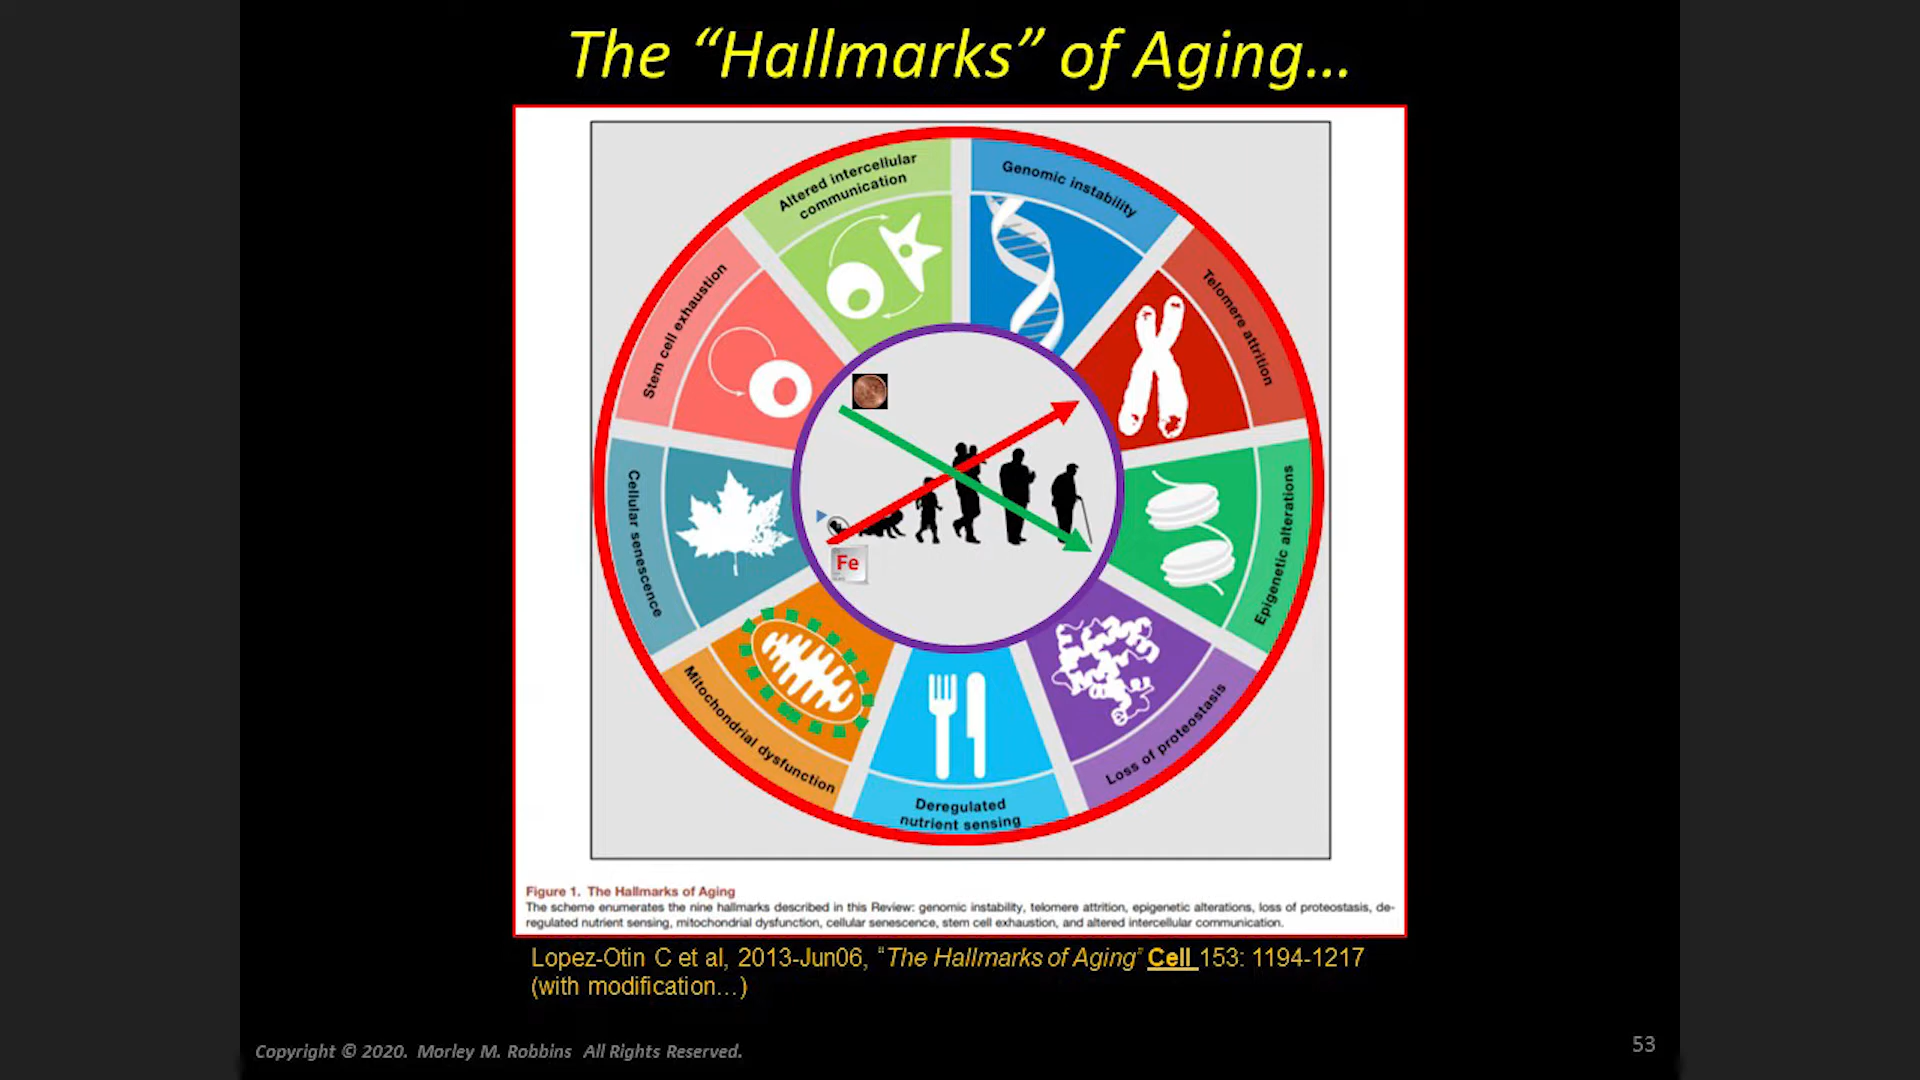 The “Hallmarks” of Aging...
Altered intercellular
communication
Genomic instability
Telomere attrition
Epigenetic alterations
Loss of proteostasis
Deregulated
nutrient sensing
Mitochondrial dysfunction
Cellular senescence
Stem cell exhaustion
Fe
Figure 1. The Hallmarks of Aging
The scheme enumerates the nine hallmarks described in this Review: genomic instability, telomere attrition, epigenetic alterations, loss of proteostasis, de-
regulated nutrient sensing, mitochondrial dysfunction, cellular senescence, stem cell exhaustion, and altered intercellular communication.
Lopez-Otin C et al, 2013-Jun06, “The Hallmarks of Aging” Cell 153: 1194-1217
(with modification...)
Copyright © 2020. Morley M. Robbins All Rights Reserved.
53